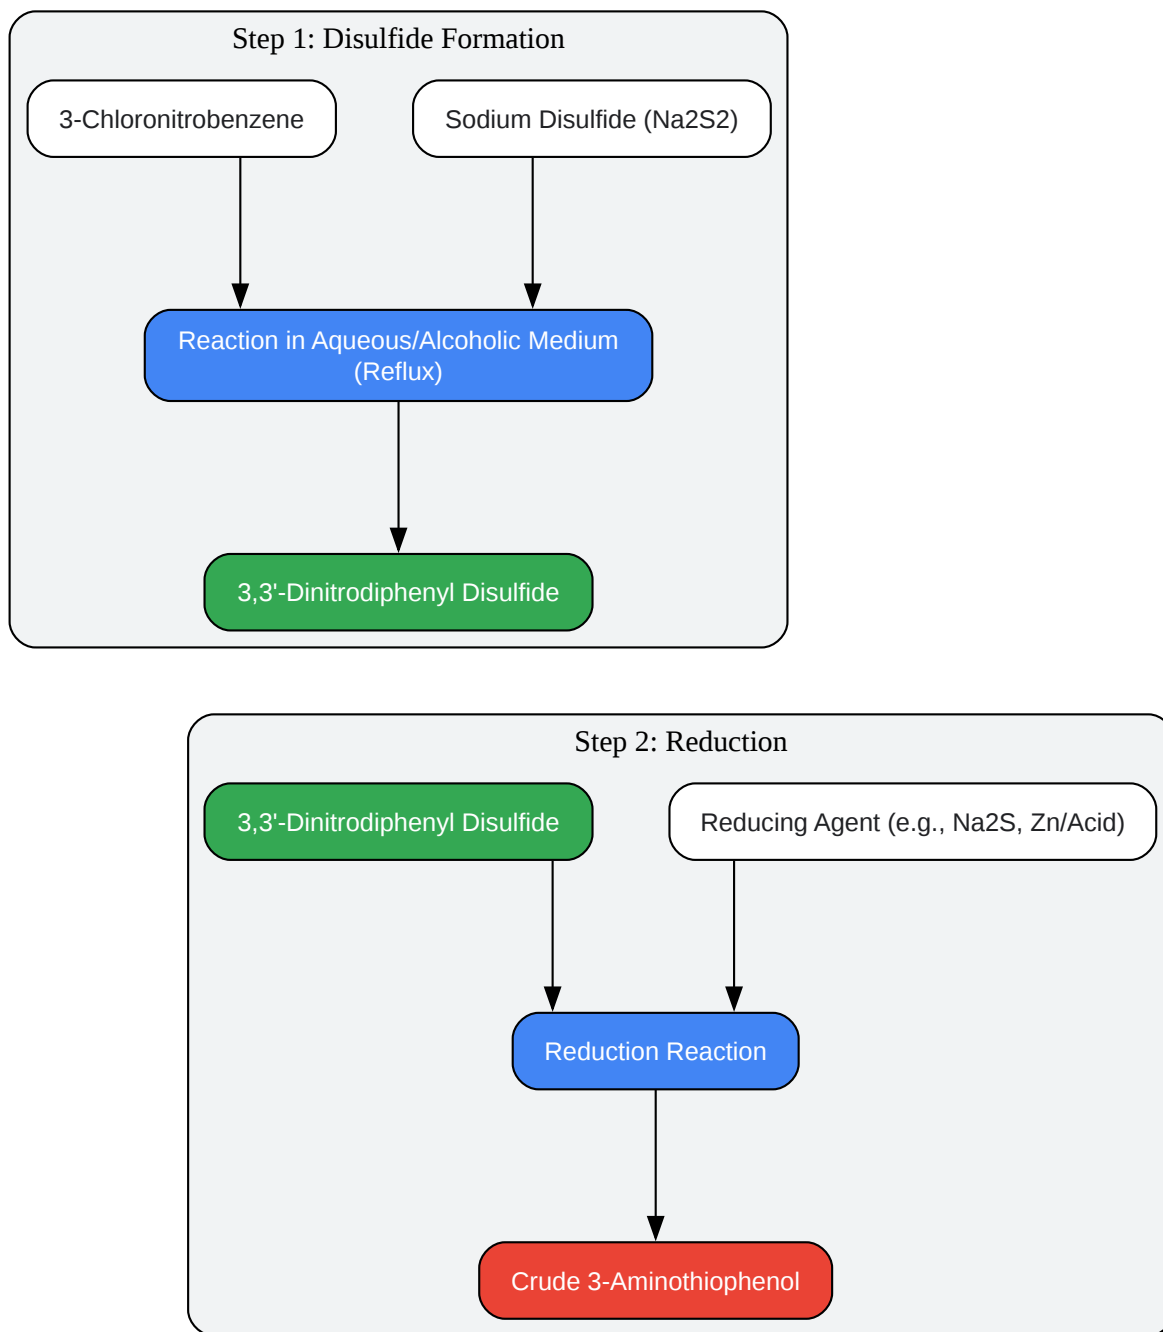 Step 1: Disulfide Formation
3-Chloronitrobenzene
Sodium Disulfide (Na2S2)
Reaction in Aqueous/Alcoholic Medium
(Reflux)
3,3'-Dinitrodiphenyl Disulfide
Step 2: Reduction
3,3'-Dinitrodiphenyl Disulfide
Reducing Agent (e.g., Na2S, Zn/Acid)
Reduction Reaction
Crude 3-Aminothiophenol